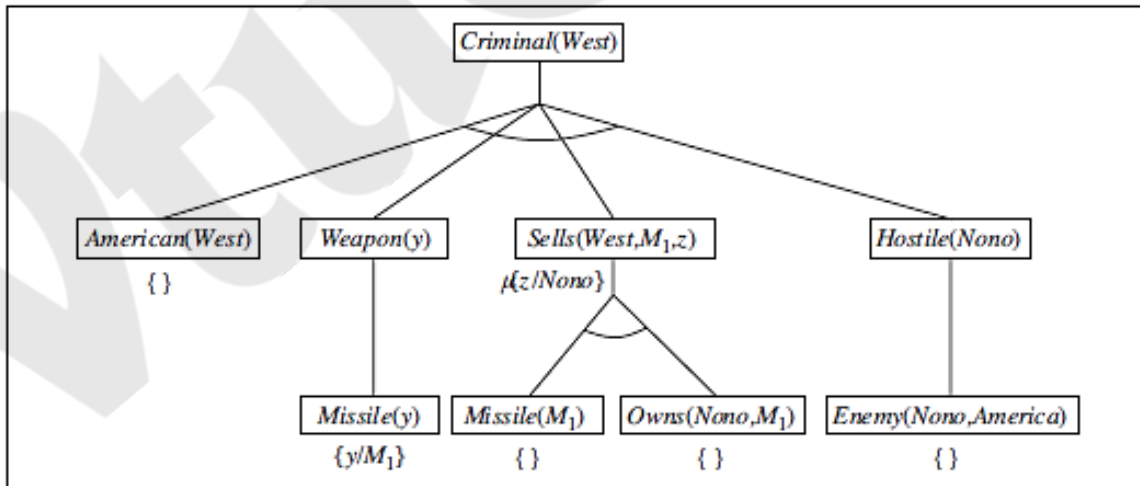 Criminal(West)
American(West) Weapon(y) Sells(West,M₁,z) Hostile(Nono)
{ } μ{z/Nono}
Missile(y) Missile(M₁) Owns(Nono,M₁) Enemy(Nono,America)
{y/M₁} { } { } { }